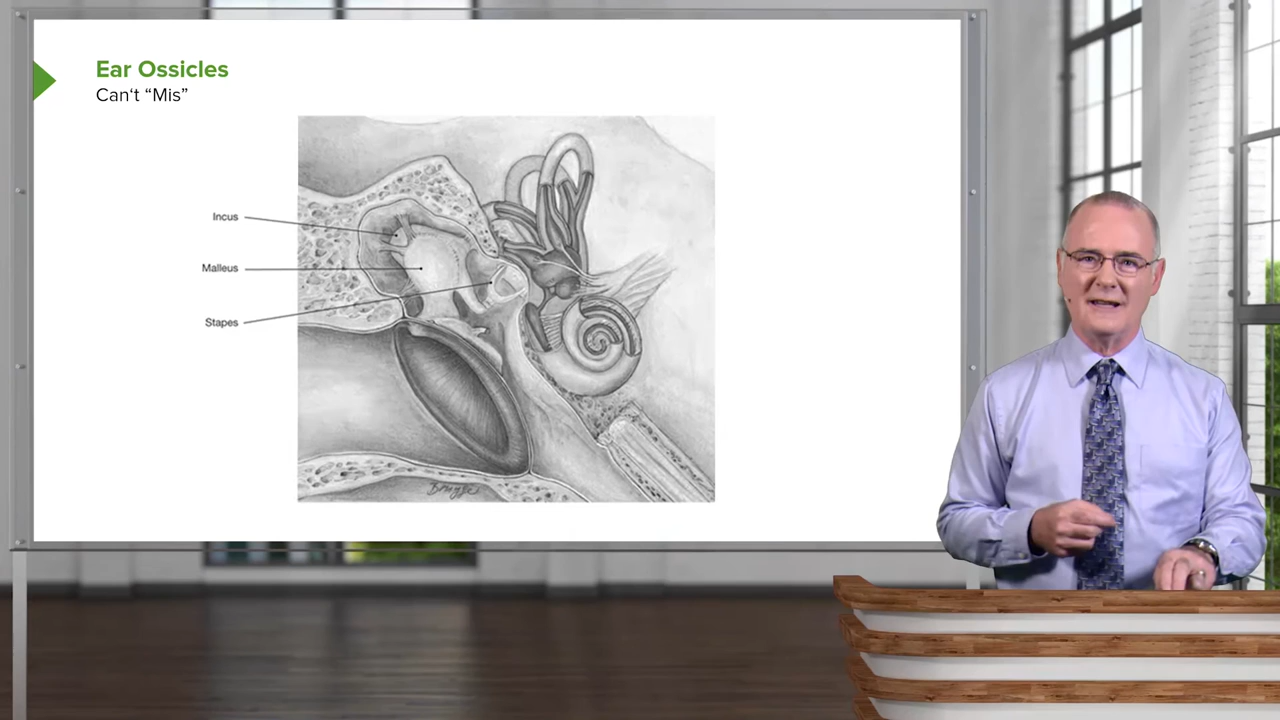 Ear Ossicles
Can‘t “Mis”
Incus
Malleus
Stapes